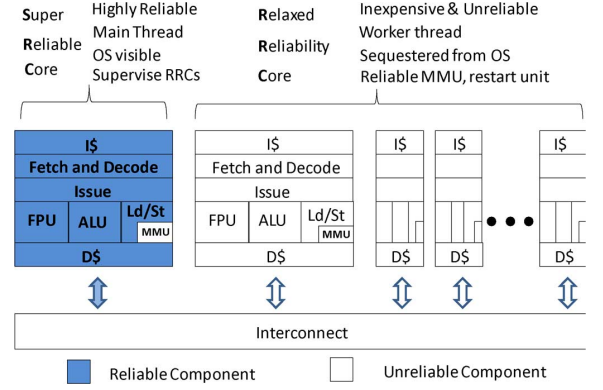 Super
Reliable
Core
Highly Reliable
Main Thread
OS visible
Supervise RRCs
Relaxed
Reliability
Core
Inexpensive & Unreliable
Worker thread
Sequestered from OS
Reliable MMU, restart unit
I$
Fetch and Decode
Issue
FPU
ALU
Ld/St
MMU
D$
I$
Fetch and Decode
Issue
FPU
ALU
Ld/St
MMU
D$
I$
D$
I$
D$
I$
D$
Interconnect
Reliable Component
Unreliable Component